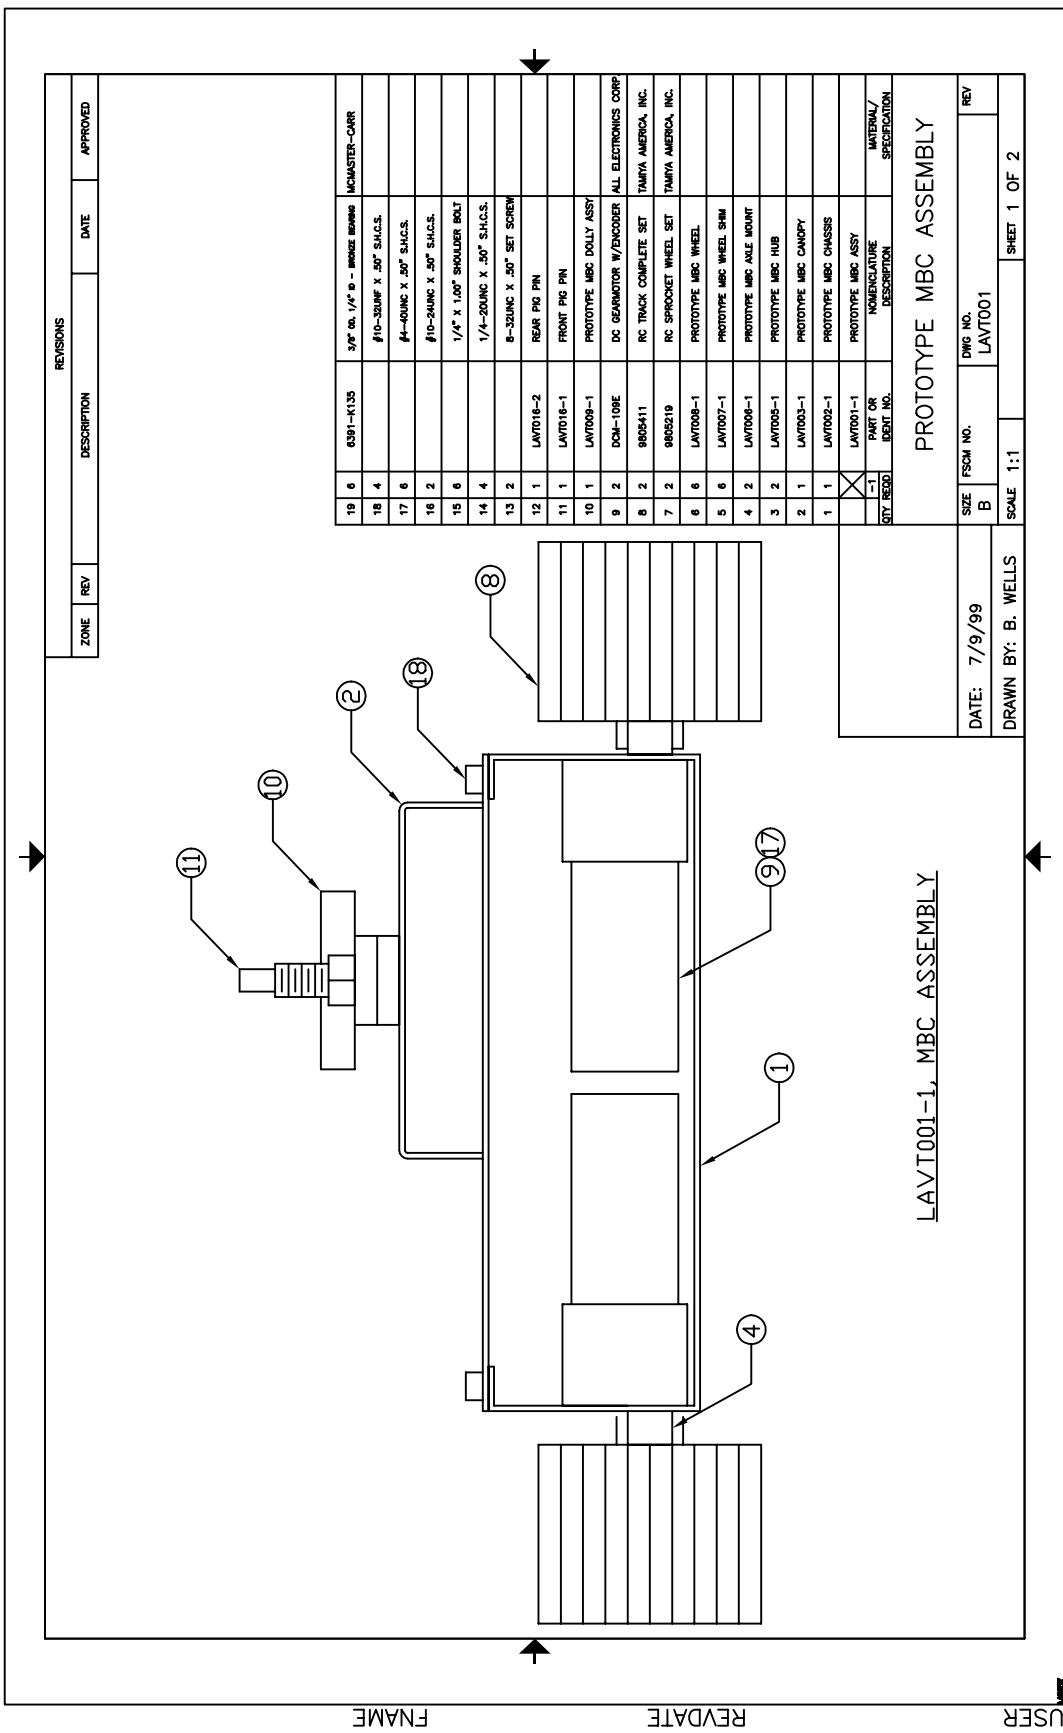 REVISIONS
ZONE REV DESCRIPTION DATE APPROVED
19 6 6391-K135 3/8" OD, 1/4" ID - BRONZE BEARING MCMASTER-CARR
18 4 #10-32UNF X .50" S.H.C.S.
17 6 #4-40UNC X .50" S.H.C.S.
16 2 #10-24UNC X .50" S.H.C.S.
15 6 1/4" X 1.00" SHOULDER BOLT
14 4 1/4-20UNC X .50" S.H.C.S.
13 2 8-32UNC X .50" SET SCREW
12 1 LAVT016-2 REAR PIG PIN
11 1 LAVT016-1 FRONT PIG PIN
10 1 LAVT009-1 PROTOTYPE MBC DOLLY ASSY
9 2 DCM-109E DC GEARMOTOR W/ENCODER ALL ELECTRONICS CORP.
8 2 9805411 RC TRACK COMPLETE SET TAMIYA AMERICA, INC.
7 2 9805219 RC SPROCKET WHEEL SET TAMIYA AMERICA, INC.
6 6 LAVT008-1 PROTOTYPE MBC WHEEL
5 6 LAVT007-1 PROTOTYPE MBC WHEEL SHIM
4 2 LAVT006-1 PROTOTYPE MBC AXLE MOUNT
3 2 LAVT005-1 PROTOTYPE MBC HUB
2 1 LAVT003-1 PROTOTYPE MBC CANOPY
1 1 LAVT002-1 PROTOTYPE MBC CHASSIS
LAVT001-1 PROTOTYPE MBC ASSY
-1 PART OR NOMENCLATURE MATERIAL/
QTY REQD IDENT NO. DESCRIPTION SPECIFICATION
PROTOTYPE MBC ASSEMBLY
SIZE FSCM NO. DWG NO. REV
B LAVT001
SCALE 1:1 SHEET 1 OF 2
DATE: 7/9/99
DRAWN BY: B. WELLS
11
10
2
18
8
9 17
1
4
LAVT001-1, MBC ASSEMBLY
FNAME
REVDATE
USER